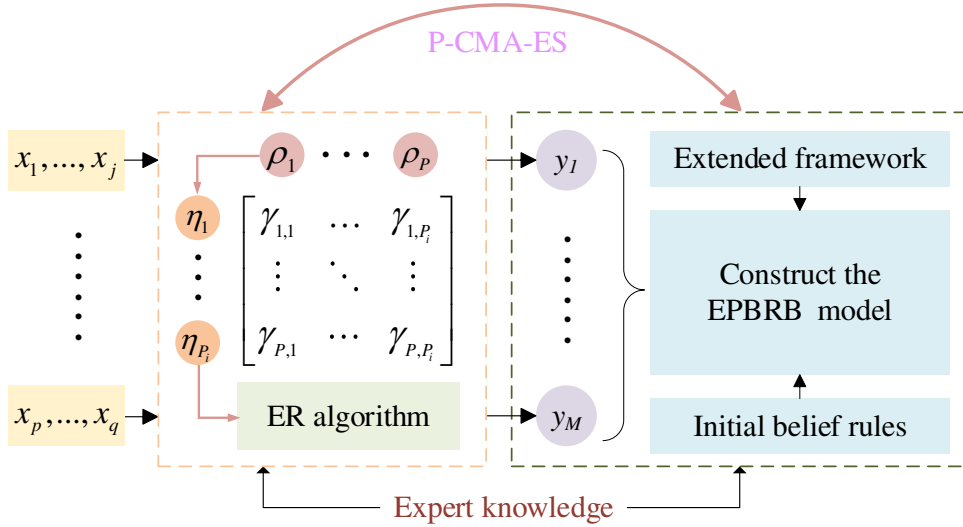 P-CMA-ES
x_1,...,x_j
ρ_1 ... ρ_P
y_1
Extended framework
η_1
γ_{1,1} ... γ_{1,P_i}
⋮ ⋱ ⋮
Construct the
EPBRB model
η_{P_i}
γ_{P,1} ... γ_{P,P_i}
x_p,...,x_q
ER algorithm
y_M
Initial belief rules
Expert knowledge